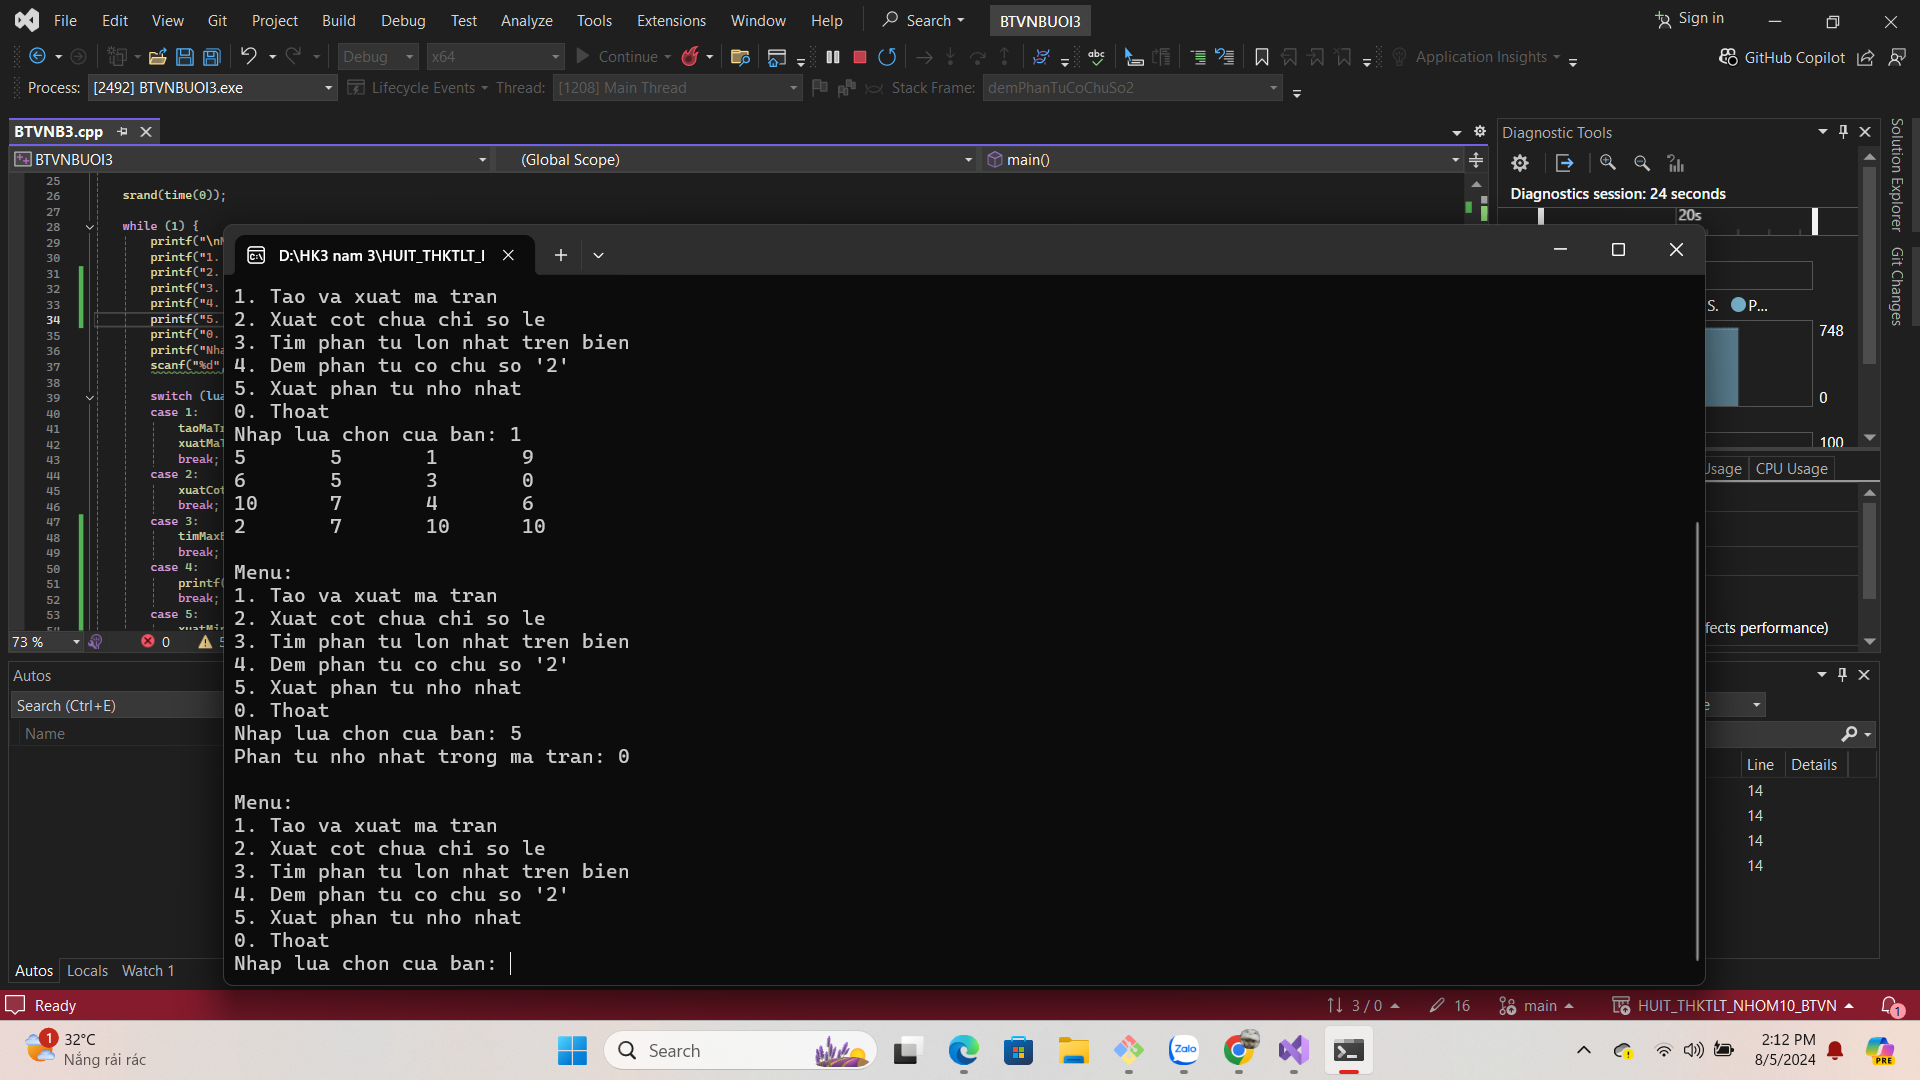 File Edit View Git Project Build Debug Test Analyze Tools Extensions Window Help Search BTVNBUOI3 Sign in
Debug x64 Continue Application Insights GitHub Copilot
Process: [2492] BTVNBUOI3.exe Lifecycle Events Thread: [1208] Main Thread Stack Frame: demPhanTuCoChuSo2
BTVNB3.cpp
BTVNBUOI3 (Global Scope) main()
25
26 srand(time(0));
27
28 while (1) {
29 printf("\nM
30 printf("1.
31 printf("2.
32 printf("3.
33 printf("4.
34 printf("5.
35 printf("0.
36 printf("Nha
37 scanf("%d",
38
39 switch (lua
40 case 1:
41 taoMaTr
42 xuatMaT
43 break;
44 case 2:
45 xuatCot
46 break;
47 case 3:
48 timMaxB
49 break;
50 case 4:
51 printf(
52 break;
53 case 5:
xuatMin
73 % 0
D:\HK3 nam 3\HUIT_THKTLT_I
1. Tao va xuat ma tran
2. Xuat cot chua chi so le
3. Tim phan tu lon nhat tren bien
4. Dem phan tu co chu so '2'
5. Xuat phan tu nho nhat
0. Thoat
Nhap lua chon cua ban: 1
5 5 1 9
6 5 3 0
10 7 4 6
2 7 10 10
Menu:
1. Tao va xuat ma tran
2. Xuat cot chua chi so le
3. Tim phan tu lon nhat tren bien
4. Dem phan tu co chu so '2'
5. Xuat phan tu nho nhat
0. Thoat
Nhap lua chon cua ban: 5
Phan tu nho nhat trong ma tran: 0
Menu:
1. Tao va xuat ma tran
2. Xuat cot chua chi so le
3. Tim phan tu lon nhat tren bien
4. Dem phan tu co chu so '2'
5. Xuat phan tu nho nhat
0. Thoat
Nhap lua chon cua ban:
Diagnostic Tools
Diagnostics session: 24 seconds
20s
S. P...
748
0
100
Usage CPU Usage
fects performance)
Solution Explorer
Git Changes
Autos
Search (Ctrl+E)
Name
Autos Locals Watch 1
e
Line Details
14
14
14
14
Ready 3 / 0 16 main HUIT_THKTLT_NHOM10_BTVN 1
1 32°C
Nắng rải rác
Search
Zalo
2:12 PM
8/5/2024
PRE